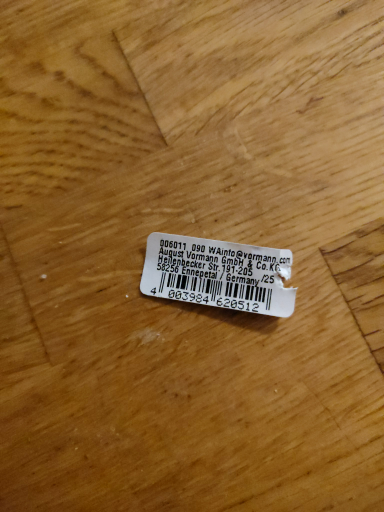 006011 090 WAinfo@vormann.com
August Vormann GmbH & Co.KG
Heilenbecker Str.191-205
58256 Ennepetal / Germany /25
4 003984 620512